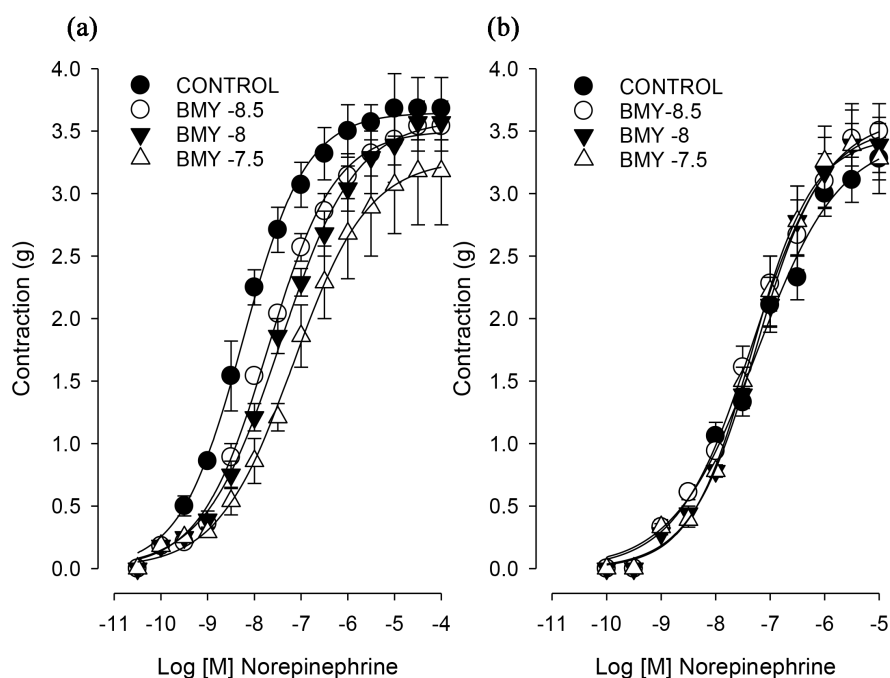 (a)
CONTROL
BMY -8.5
BMY -8
BMY -7.5
4.0
3.5
3.0
2.5
2.0
1.5
1.0
0.5
0.0
Contraction (g)
-11 -10 -9 -8 -7 -6 -5 -4
Log [M] Norepinephrine
(b)
CONTROL
BMY-8.5
BMY -8
BMY -7.5
4.0
3.5
3.0
2.5
2.0
1.5
1.0
0.5
0.0
Contraction (g)
-11 -10 -9 -8 -7 -6 -5
Log [M] Norepinephrine